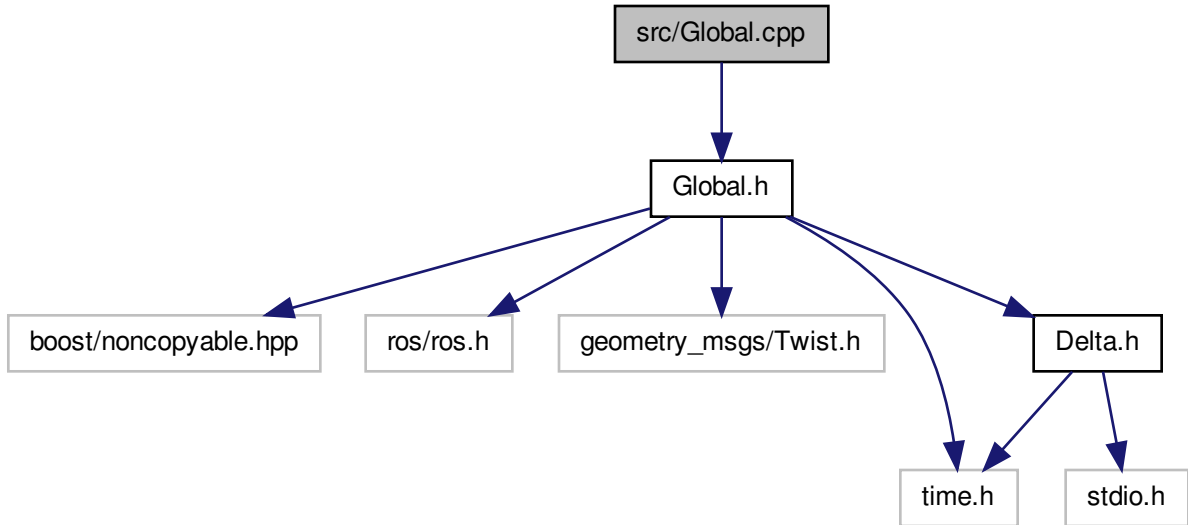 src/Global.cpp
Global.h
boost/noncopyable.hpp
ros/ros.h
geometry_msgs/Twist.h
Delta.h
time.h
stdio.h